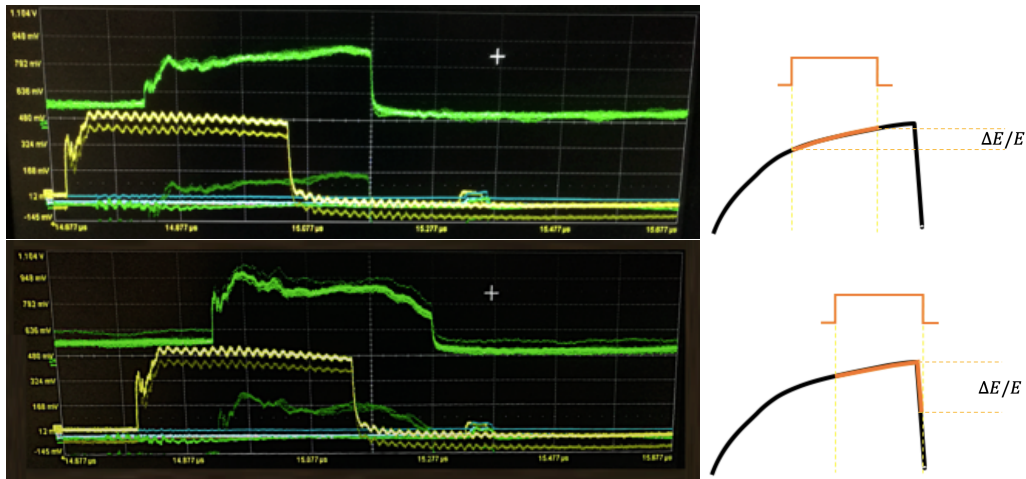 1.104 V
948 mV
792 mV
636 mV
480 mV
324 mV
168 mV
12 mV
-145 mV
14.677 µs
14.877 µs
15.077 µs
15.277 µs
15.477 µs
15.677 µs
ΔE/E
1.104 V
948 mV
792 mV
636 mV
480 mV
324 mV
168 mV
12 mV
-145 mV
14.677 µs
14.877 µs
15.077 µs
15.277 µs
15.477 µs
15.677 µs
ΔE/E